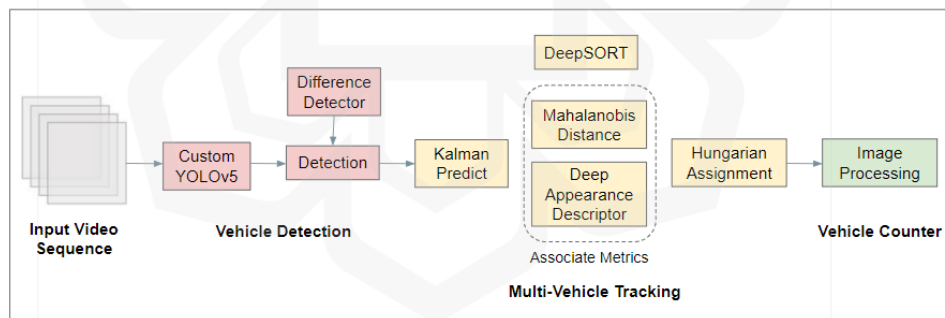 DeepSORT
Difference
Detector
Mahalanobis
Distance
Custom
YOLOv5
Detection
Kalman
Predict
Hungarian
Assignment
Image
Processing
Deep
Appearance
Descriptor
Input Video
Sequence
Vehicle Detection
Vehicle Counter
Associate Metrics
Multi-Vehicle Tracking